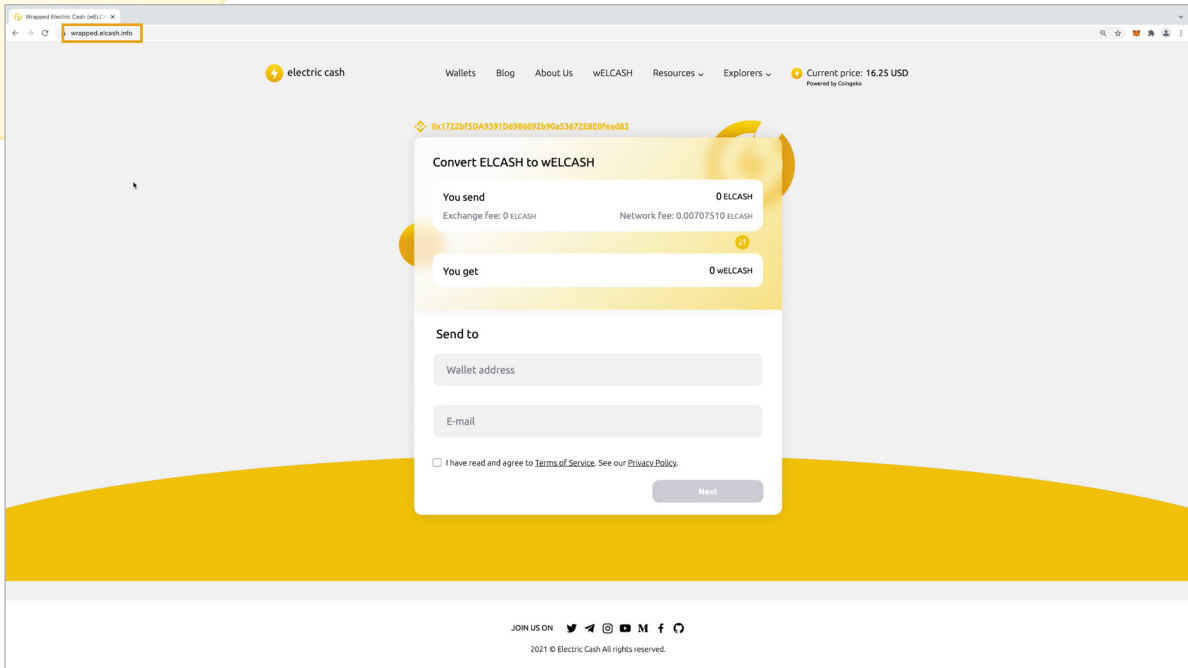 Wrapped Electric Cash (wELC
wrapped.elcash.info
electric cash
Wallets Blog About Us wELCASH Resources Explorers
Current price: 16.25 USD
Powered by Coingeko
0x1722bf5DA9391D6986092b90a53672E8E0fead83
Convert ELCASH to wELCASH
You send 0 ELCASH
Exchange fee: 0 ELCASH Network fee: 0.00707510 ELCASH
You get 0 wELCASH
Send to
Wallet address
E-mail
I have read and agree to Terms of Service. See our Privacy Policy.
Next
JOIN US ON
2021 © Electric Cash All rights reserved.